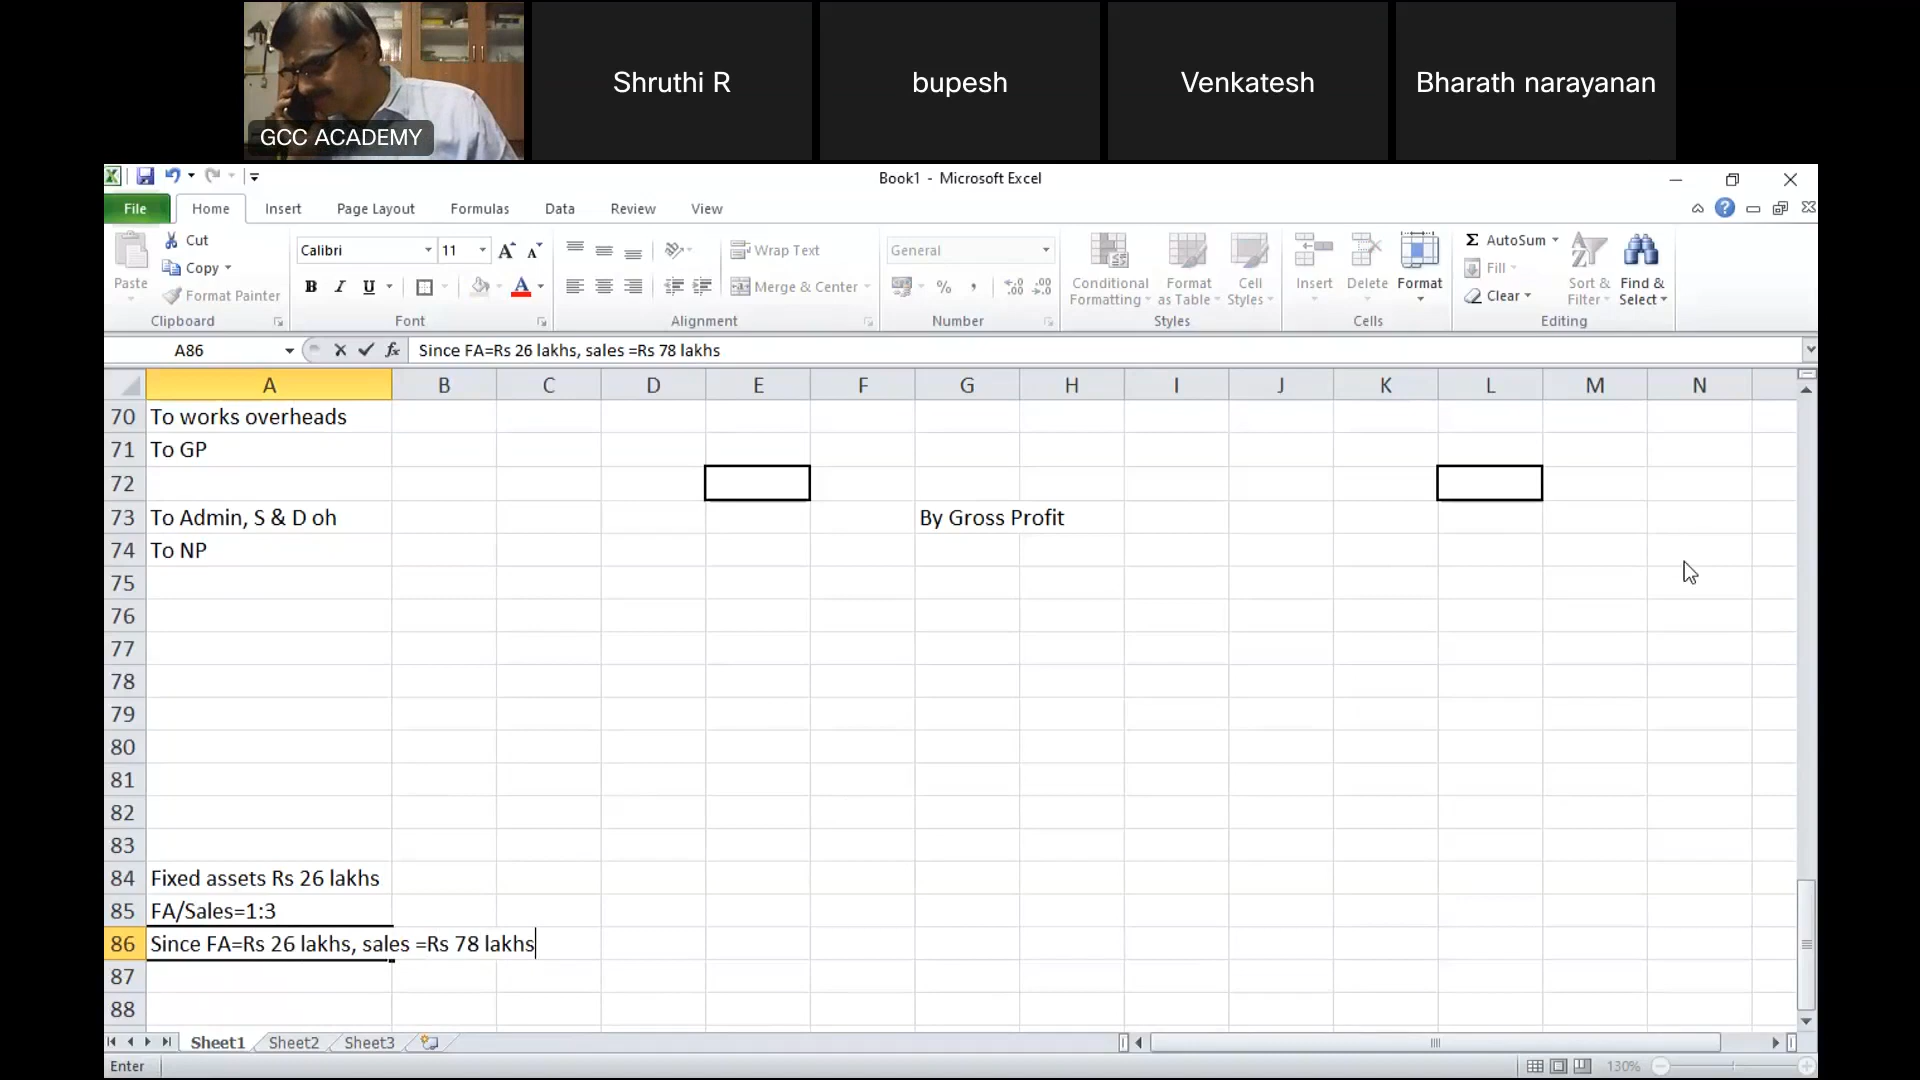 Shruthi R
bupesh
Venkatesh
Bharath narayanan
GCC ACADEMY
Book1 - Microsoft Excel
File
Home
Insert
Page Layout
Formulas
Data
Review
View
Cut
Copy
Format Painter
Paste
Clipboard
Calibri
11
B I U
Font
Wrap Text
Merge & Center
Alignment
General
Number
Conditional Formatting
Format as Table
Cell Styles
Styles
Insert
Delete
Format
Cells
AutoSum
Fill
Clear
Sort & Filter
Find & Select
Editing
A86
Since FA=Rs 26 lakhs, sales =Rs 78 lakhs
A B C D E F G H I J K L M N
70 To works overheads
71 To GP
72
73 To Admin, S & D oh By Gross Profit
74 To NP
75
76
77
78
79
80
81
82
83
84 Fixed assets Rs 26 lakhs
85 FA/Sales=1:3
86 Since FA=Rs 26 lakhs, sales =Rs 78 lakhs
87
88
Sheet1 Sheet2 Sheet3
Enter
130%